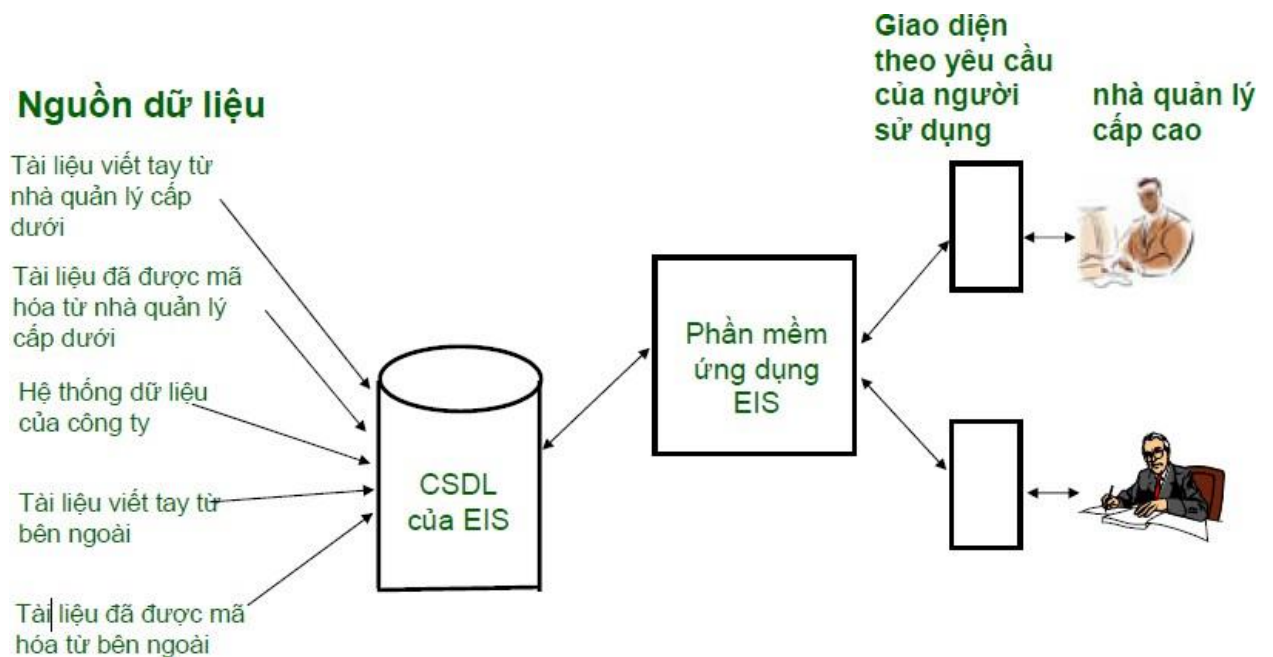 Nguồn dữ liệu
Tài liệu viết tay từ
nhà quản lý cấp
dưới
Tài liệu đã được mã
hóa từ nhà quản lý
cấp dưới
Hệ thống dữ liệu
của công ty
Tài liệu viết tay từ
bên ngoài
Tài liệu đã được mã
hóa từ bên ngoài
CSDL
của EIS
Phần mềm
ứng dụng
EIS
Giao diện
theo yêu cầu
của người
sử dụng
nhà quản lý
cấp cao